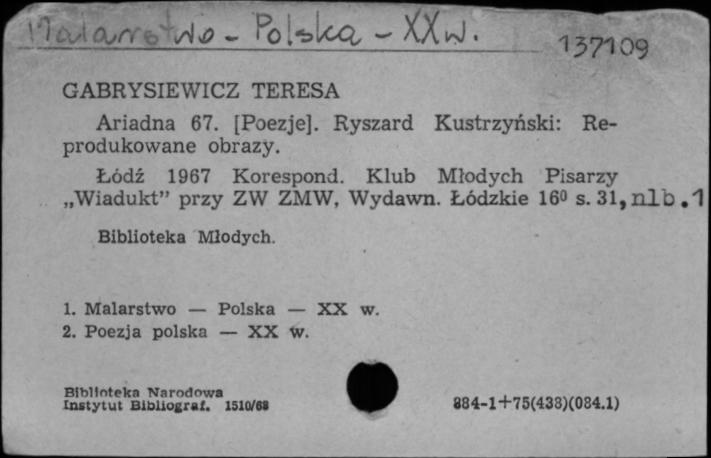 Malarstwo - Polska - XXw.
137109
GABRYSIEWICZ TERESA
Ariadna 67. [Poezje]. Ryszard Kustrzyński: Re-
produkowane obrazy.
Łódź 1967 Korespond. Klub Młodych Pisarzy
„Wiadukt” przy ZW ZMW, Wydawn. Łódzkie 16⁰ s. 31, nlb.1
Biblioteka Młodych.
1. Malarstwo — Polska — XX w.
2. Poezja polska — XX w.
Biblioteka Narodowa
Instytut Bibliograf. 1510/68
884-1+75(438)(084.1)